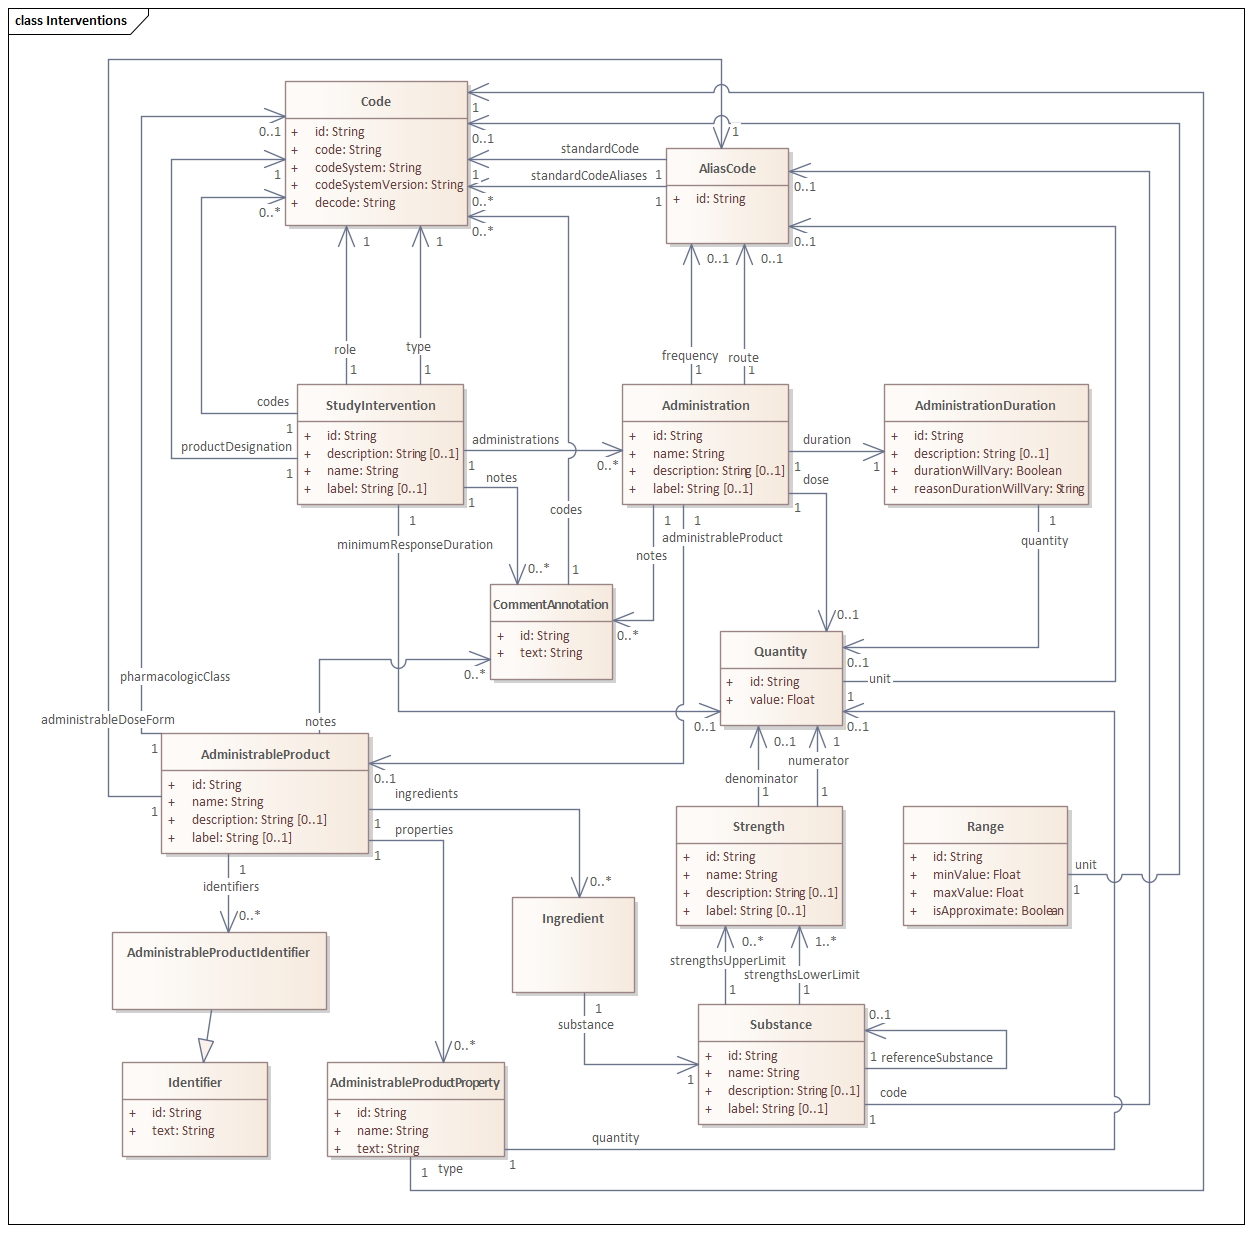 class Interventions
Code
+ id: String
+ code: String
+ codeSystem: String
+ codeSystemVersion: String
+ decode: String
1
0..1
0..1
1
0..*
1
0..*
0..*
standardCode
1
standardCodeAliases
1
1
AliasCode
+ id: String
0..1
0..1
0..1
0..1
1
1
role
1
type
1
frequency
1
route
1
codes
1
productDesignation
1
StudyIntervention
+ id: String
+ description: String [0..1]
+ name: String
+ label: String [0..1]
administrations
1
0..*
notes
1
0..*
1
minimumResponseDuration
0..1
Administration
+ id: String
+ name: String
+ description: String [0..1]
+ label: String [0..1]
duration
1
1
dose
1
0..1
AdministrationDuration
+ id: String
+ description: String [0..1]
+ durationWillVary: Boolean
+ reasonDurationWillVary: String
1
quantity
0..1
codes
1
1
1
administrableProduct
notes
0..*
0..1
CommentAnnotation
+ id: String
+ text: String
0..*
Quantity
+ id: String
+ value: Float
unit
1
0..1
pharmacologicClass
1
administrableDoseForm
1
notes
AdministrableProduct
+ id: String
+ name: String
+ description: String [0..1]
+ label: String [0..1]
ingredients
1
0..*
properties
1
0..*
1
identifiers
0..*
0..1
denominator
1
1
numerator
1
Strength
+ id: String
+ name: String
+ description: String [0..1]
+ label: String [0..1]
Range
+ id: String
+ minValue: Float
+ maxValue: Float
+ isApproximate: Boolean
unit
1
AdministrableProductIdentifier
Ingredient
1
substance
1
0..*
strengthsUpperLimit
1
1..*
strengthsLowerLimit
1
Substance
+ id: String
+ name: String
+ description: String [0..1]
+ label: String [0..1]
0..1
1 referenceSubstance
code
1
Identifier
+ id: String
+ text: String
AdministrableProductProperty
+ id: String
+ name: String
+ text: String
quantity
1
1
type